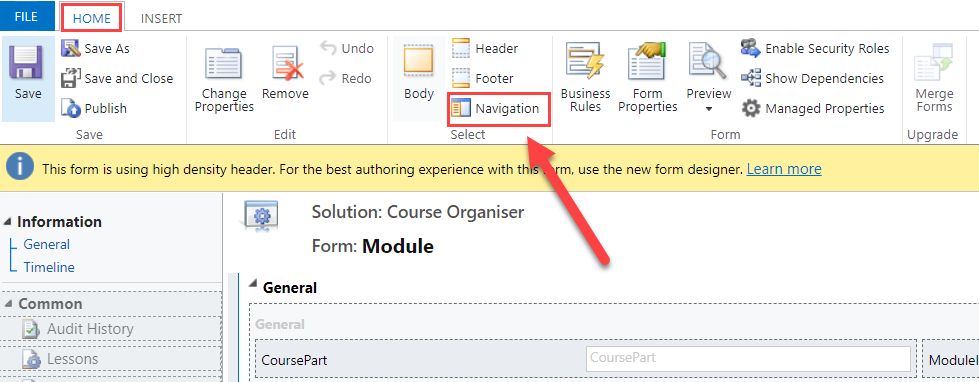 FILE HOME INSERT
Save
Save As
Save and Close
Publish
Save
Change Properties
Remove
Undo
Redo
Edit
Body
Header
Footer
Navigation
Select
Business Rules
Form Properties
Preview
Enable Security Roles
Show Dependencies
Managed Properties
Form
Merge Forms
Upgrade
This form is using high density header. For the best authoring experience with this form, use the new form designer. Learn more
Information
General
Timeline
Common
Audit History
Lessons
Solution: Course Organiser
Form: Module
General
General
CoursePart CoursePart ModuleI